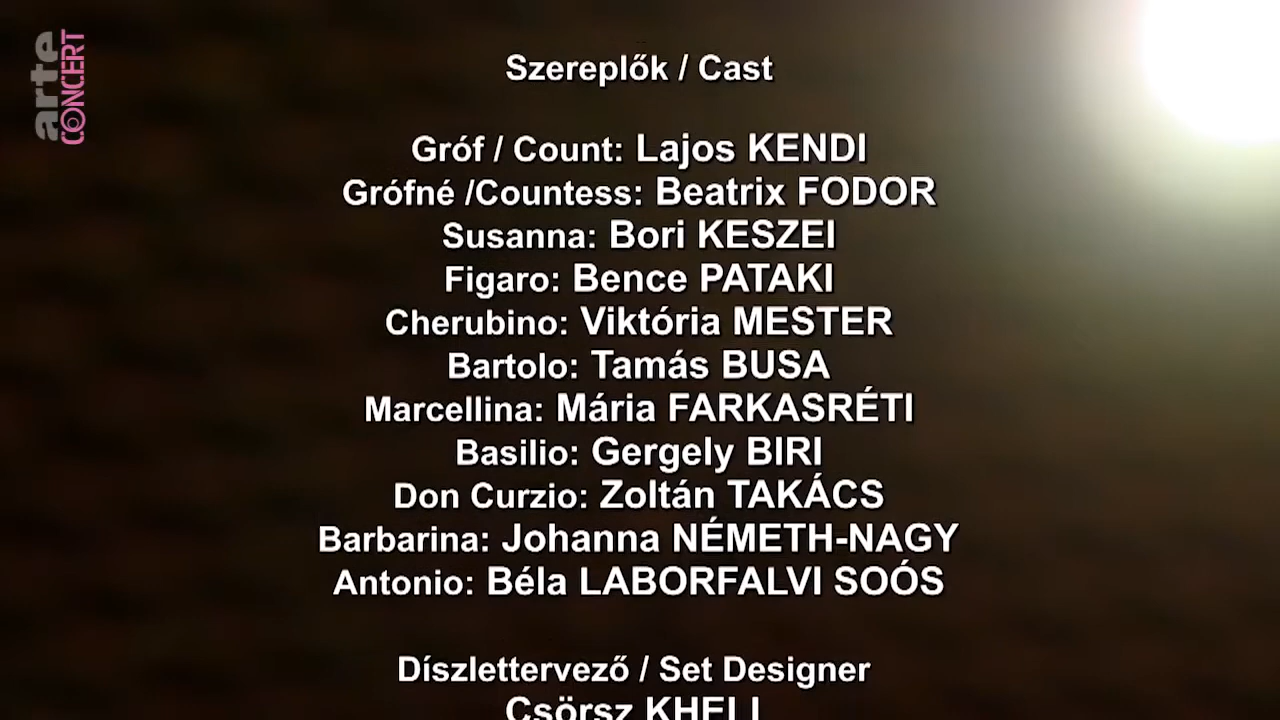 arte
CONCERT
Szereplők / Cast
Gróf / Count: Lajos KENDI
Grófné /Countess: Beatrix FODOR
Susanna: Bori KESZEI
Figaro: Bence PATAKI
Cherubino: Viktória MESTER
Bartolo: Tamás BUSA
Marcellina: Mária FARKASRÉTI
Basilio: Gergely BIRI
Don Curzio: Zoltán TAKÁCS
Barbarina: Johanna NÉMETH-NAGY
Antonio: Béla LABORFALVI SOÓS
Díszlettervező / Set Designer
Csörsz